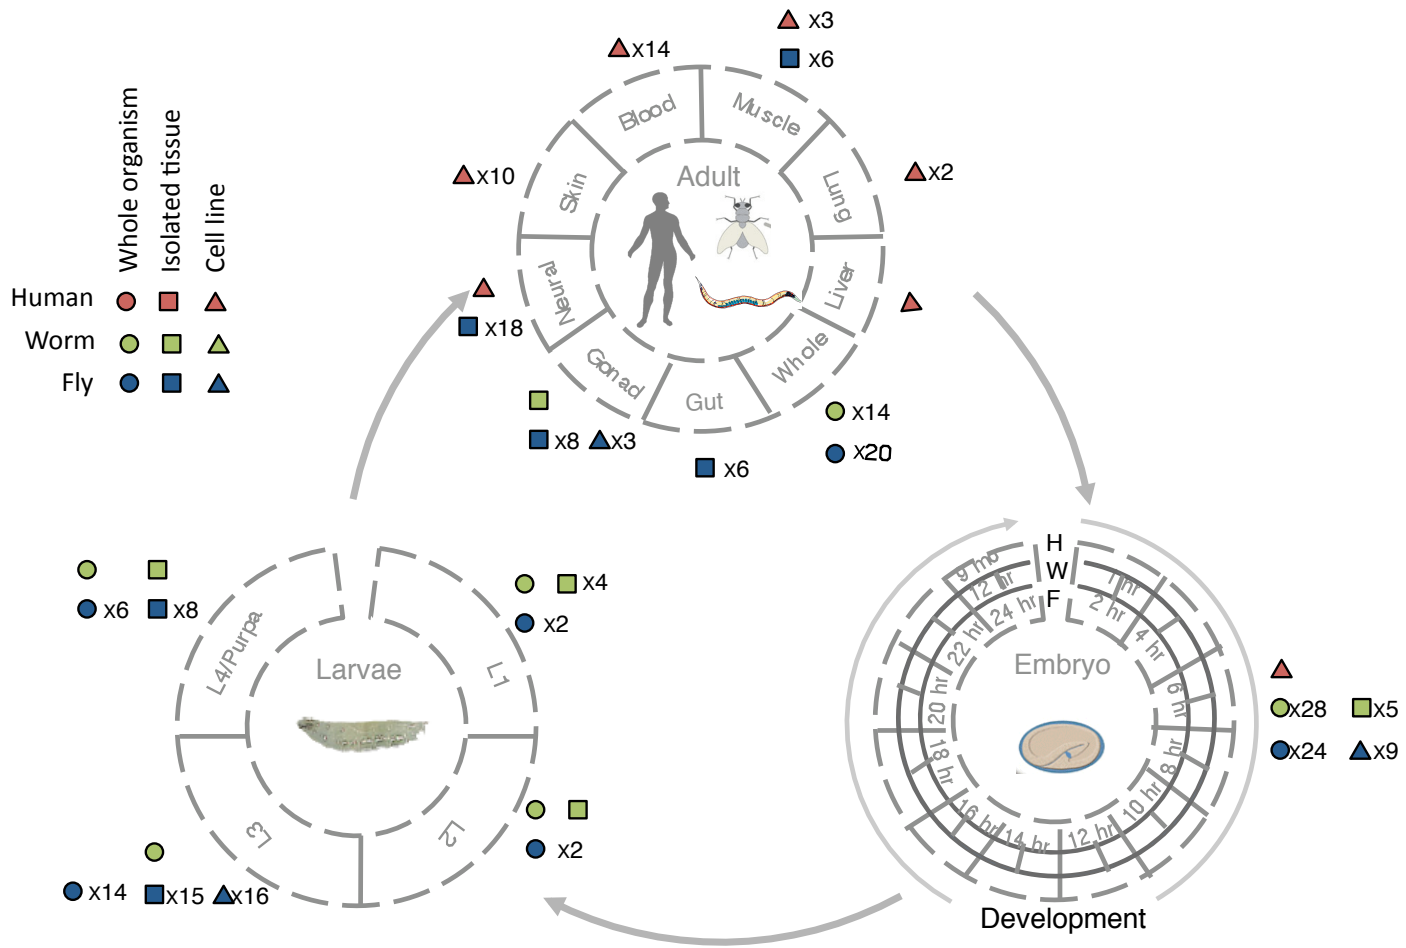 x3
x14
x6
Blood
Muscle
Whole organism
Isolated tissue
Cell line
x10
Skin
Adult
Lung
x2
Human
Worm
Fly
Neural
x18
Liver
Gonad
Gut
Whole
x8
x3
x6
x14
x20
x6
x8
L4/Purpa
Larvae
L1
x4
x2
L3
L2
x2
x14
x15
x16
H
W
F
9 mo
12 hr
24 hr
22 hr
20 hr
18 hr
16 hr
14 hr
12 hr
10 hr
8 hr
6 hr
4 hr
2 hr
1 hr
Embryo
x28
x5
x24
x9
Development